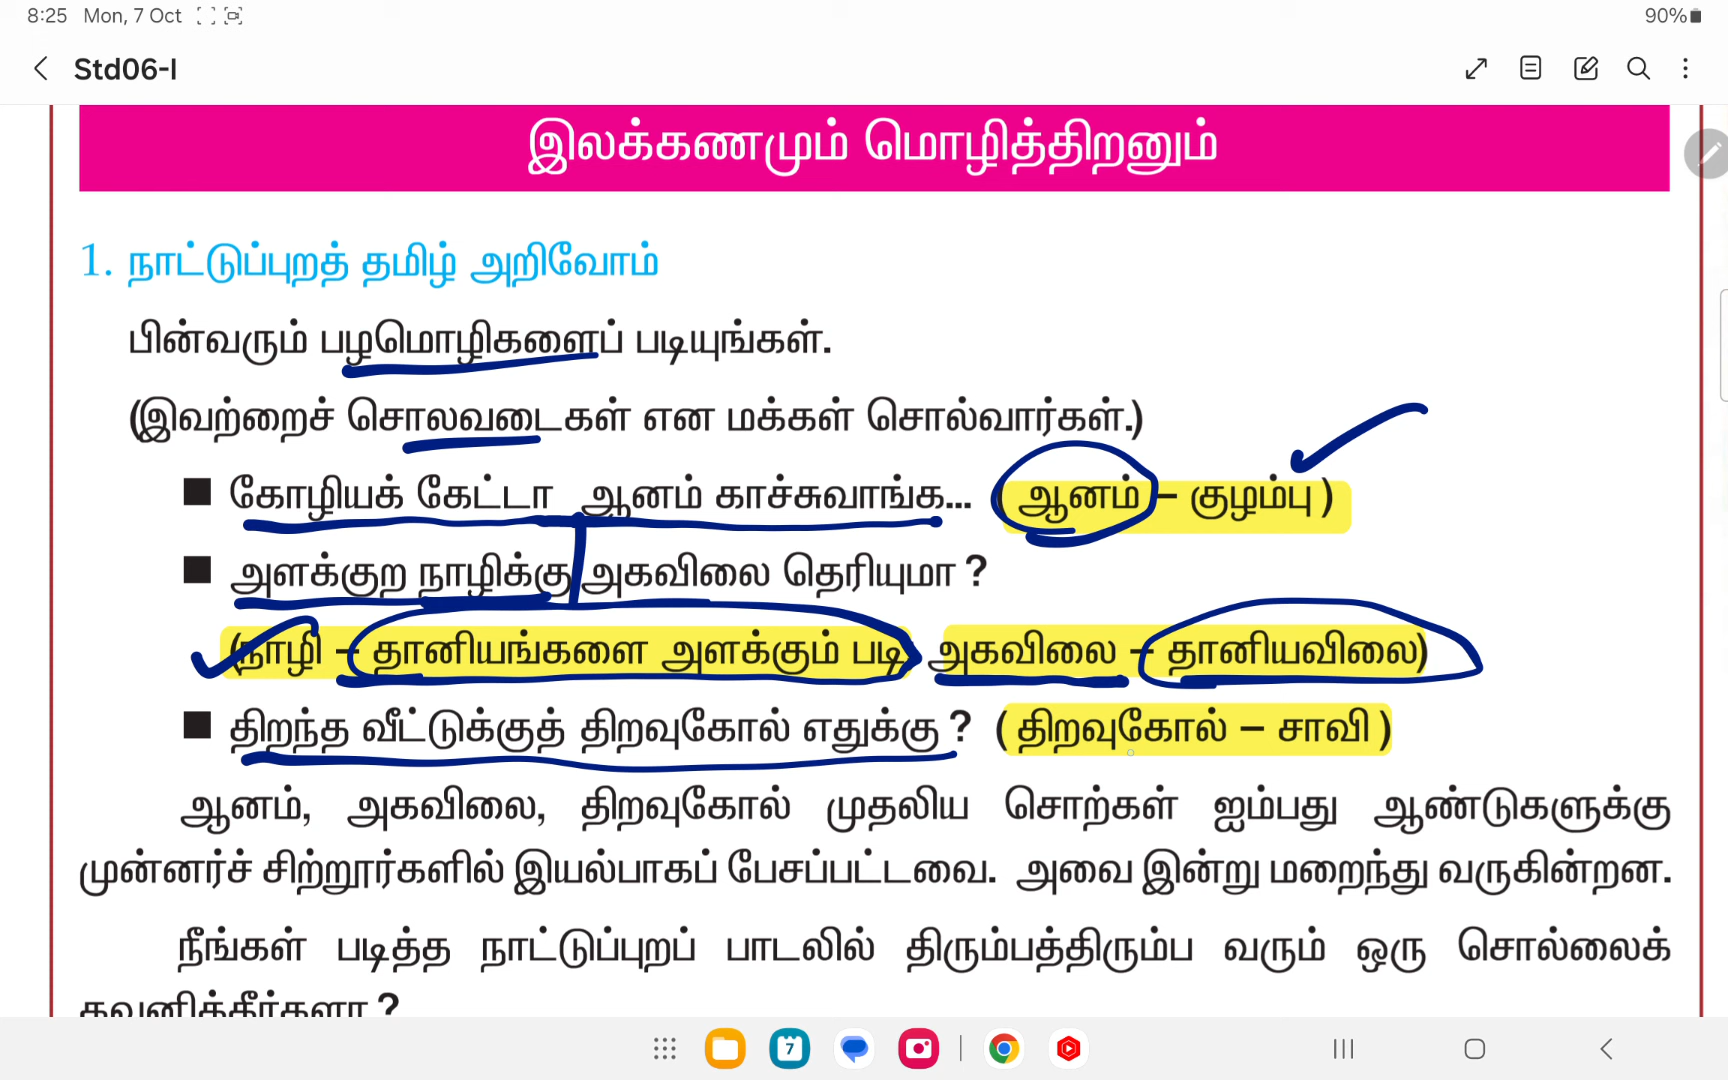 8:25 Mon, 7 Oct
90%
Std06-I
இலக்கணமும் மொழித்திறனும்
1. நாட்டுப்புறத் தமிழ் அறிவோம்
பின்வரும் பழமொழிகளைப் படியுங்கள்.
(இவற்றைச் சொலவடைகள் என மக்கள் சொல்வார்கள்.)
■ கோழியக் கேட்டா ஆனம் காச்சுவாங்க... (ஆனம் – குழம்பு )
■ அளக்குற நாழிக்கு அகவிலை தெரியுமா ?
(நாழி – தானியங்களை அளக்கும் படி, அகவிலை – தானியவிலை)
■ திறந்த வீட்டுக்குத் திறவுகோல் எதுக்கு ? ( திறவுகோல் – சாவி )
ஆனம், அகவிலை, திறவுகோல் முதலிய சொற்கள் ஐம்பது ஆண்டுகளுக்கு
முன்னர்ச் சிற்றூர்களில் இயல்பாகப் பேசப்பட்டவை. அவை இன்று மறைந்து வருகின்றன.
நீங்கள் படித்த நாட்டுப்புறப் பாடலில் திரும்பத்திரும்ப வரும் ஒரு சொல்லைக்
கவனிக்கீர்களா ?
7